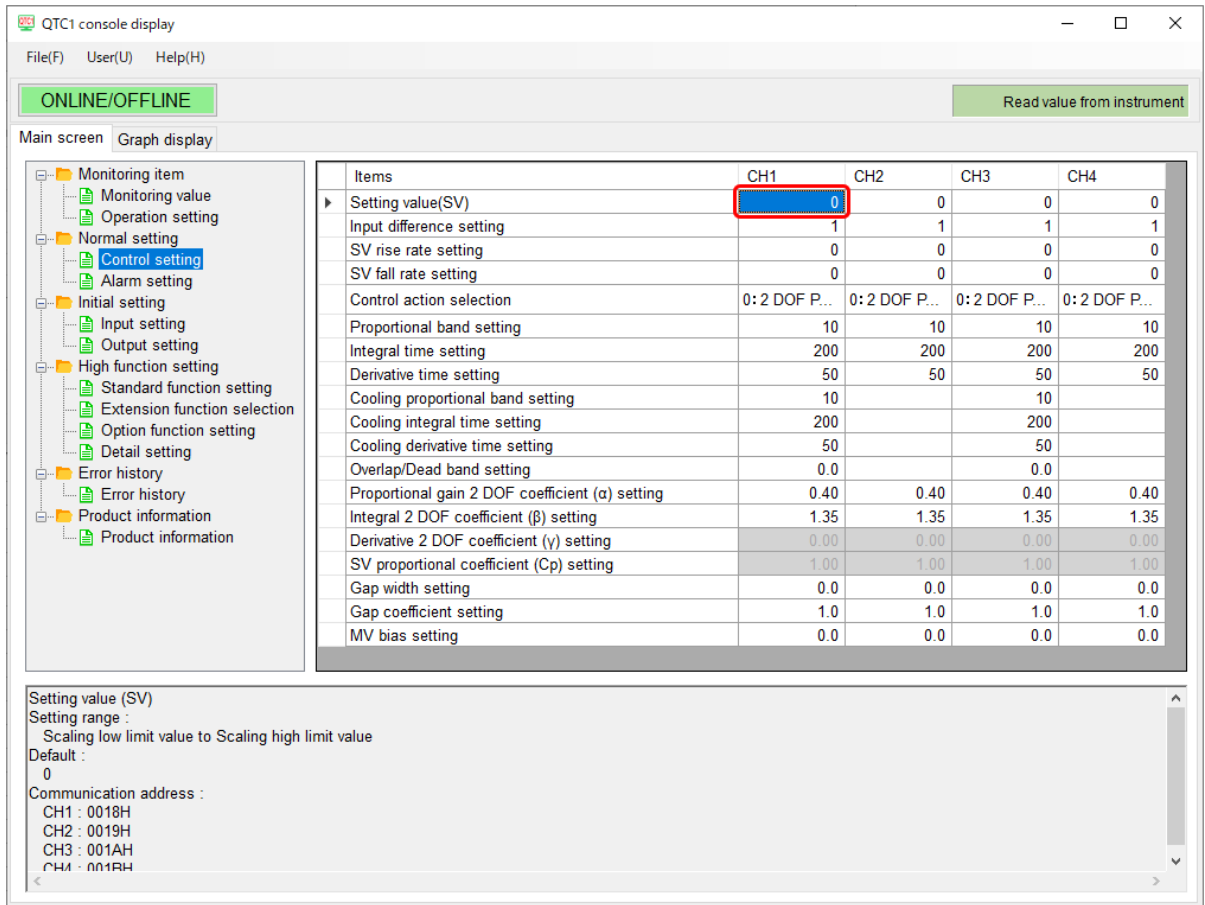 QTC1 console display
File(F) User(U) Help(H)
ONLINE/OFFLINE
Read value from instrument
Main screen Graph display
Monitoring item
Monitoring value
Operation setting
Normal setting
Control setting
Alarm setting
Initial setting
Input setting
Output setting
High function setting
Standard function setting
Extension function selection
Option function setting
Detail setting
Error history
Error history
Product information
Product information
Items CH1 CH2 CH3 CH4
Setting value(SV) 0 0 0 0
Input difference setting 1 1 1 1
SV rise rate setting 0 0 0 0
SV fall rate setting 0 0 0 0
Control action selection 0: 2 DOF P... 0: 2 DOF P... 0: 2 DOF P... 0: 2 DOF P...
Proportional band setting 10 10 10 10
Integral time setting 200 200 200 200
Derivative time setting 50 50 50 50
Cooling proportional band setting 10 10
Cooling integral time setting 200 200
Cooling derivative time setting 50 50
Overlap/Dead band setting 0.0 0.0
Proportional gain 2 DOF coefficient (α) setting 0.40 0.40 0.40 0.40
Integral 2 DOF coefficient (β) setting 1.35 1.35 1.35 1.35
Derivative 2 DOF coefficient (γ) setting 0.00 0.00 0.00 0.00
SV proportional coefficient (Cp) setting 1.00 1.00 1.00 1.00
Gap width setting 0.0 0.0 0.0 0.0
Gap coefficient setting 1.0 1.0 1.0 1.0
MV bias setting 0.0 0.0 0.0 0.0
Setting value (SV)
Setting range :
Scaling low limit value to Scaling high limit value
Default :
0
Communication address :
CH1 : 0018H
CH2 : 0019H
CH3 : 001AH
CH4 : 001BH